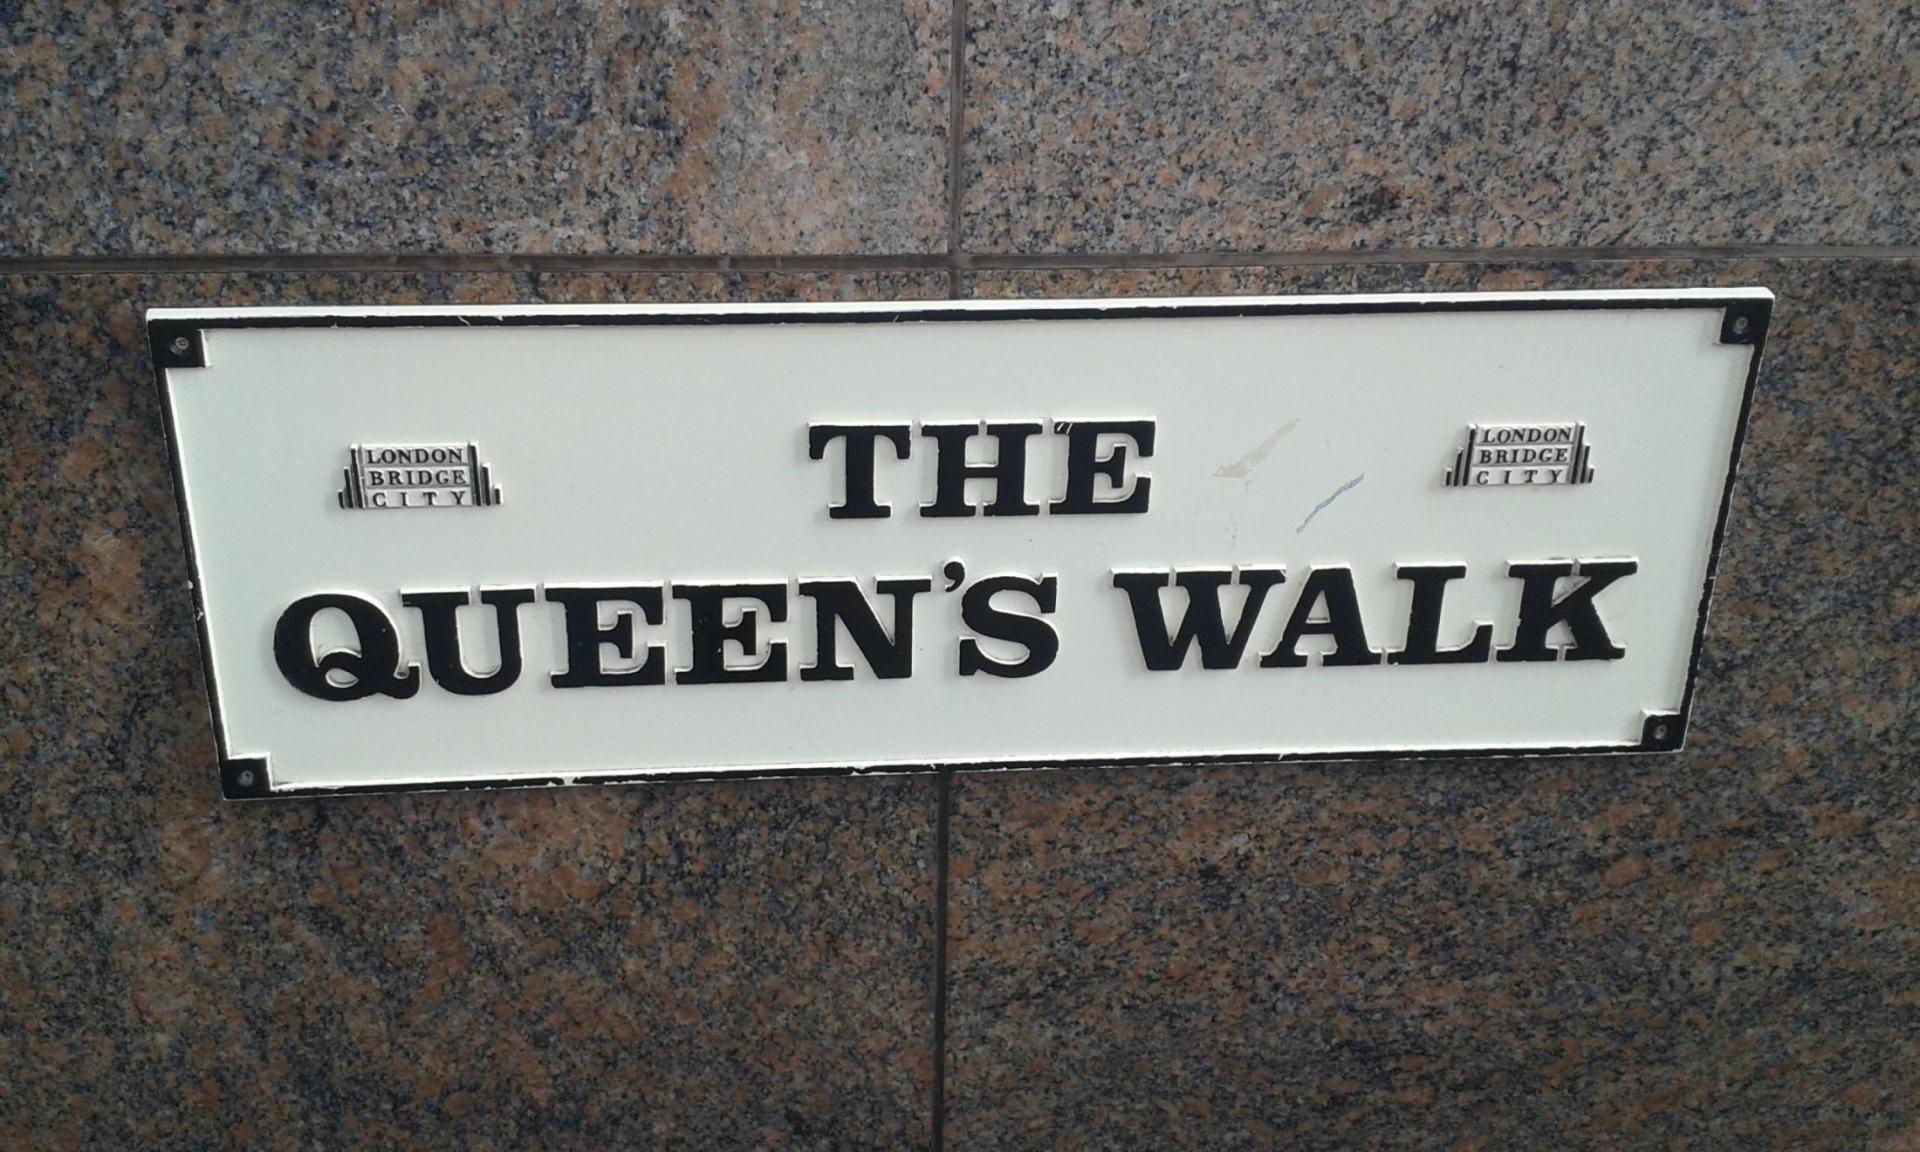 THE
LONDON
BRIDGE
CITY
LONDON
BRIDGE
CITY
QUEEN'S WALK